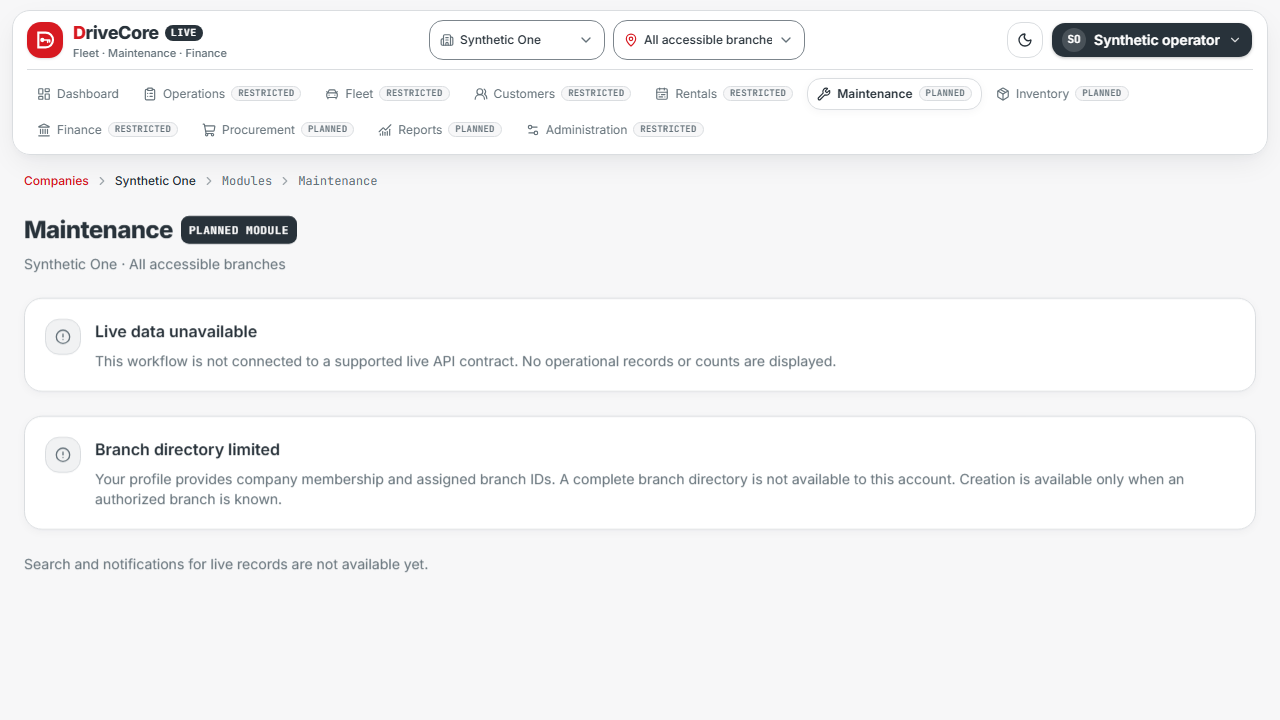 DriveCore LIVE
Fleet · Maintenance · Finance
Synthetic One
All accessible branche
SO Synthetic operator
Dashboard
Operations RESTRICTED
Fleet RESTRICTED
Customers RESTRICTED
Rentals RESTRICTED
Maintenance PLANNED
Inventory PLANNED
Finance RESTRICTED
Procurement PLANNED
Reports PLANNED
Administration RESTRICTED
Companies > Synthetic One > Modules > Maintenance
Maintenance PLANNED MODULE
Synthetic One · All accessible branches
Live data unavailable
This workflow is not connected to a supported live API contract. No operational records or counts are displayed.
Branch directory limited
Your profile provides company membership and assigned branch IDs. A complete branch directory is not available to this account. Creation is available only when an
authorized branch is known.
Search and notifications for live records are not available yet.